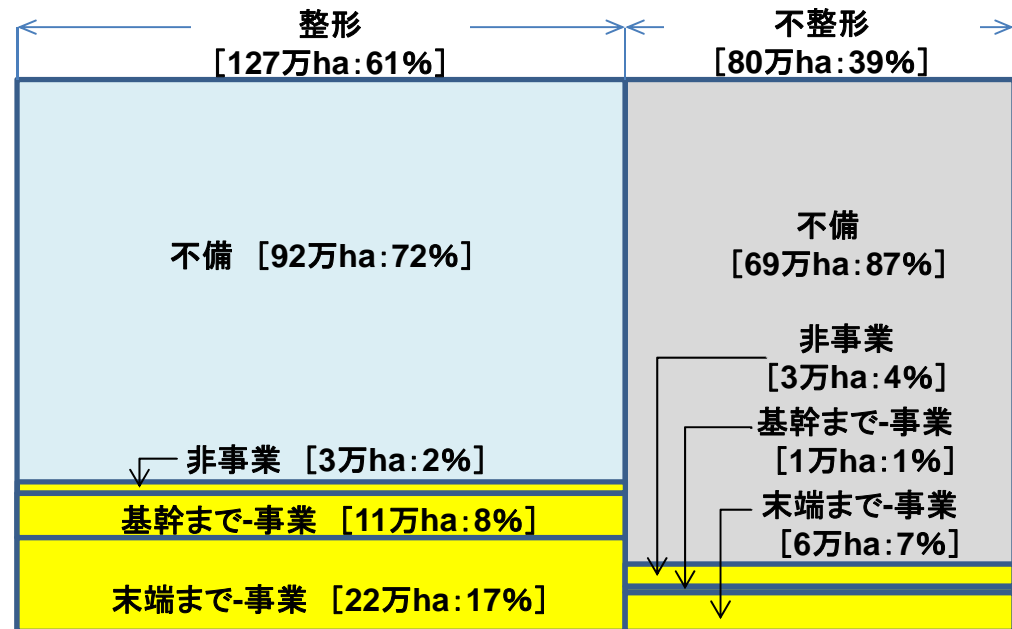 整形
［127万ha：61%］
不整形
［80万ha：39%］
不備　［92万ha：72%］
非事業　［3万ha：2%］
基幹まで-事業　［11万ha：8%］
末端まで-事業　［22万ha：17%］
不備
［69万ha：87%］
非事業
［3万ha：4%］
基幹まで-事業
［1万ha：1%］
末端まで-事業
［6万ha：7%］